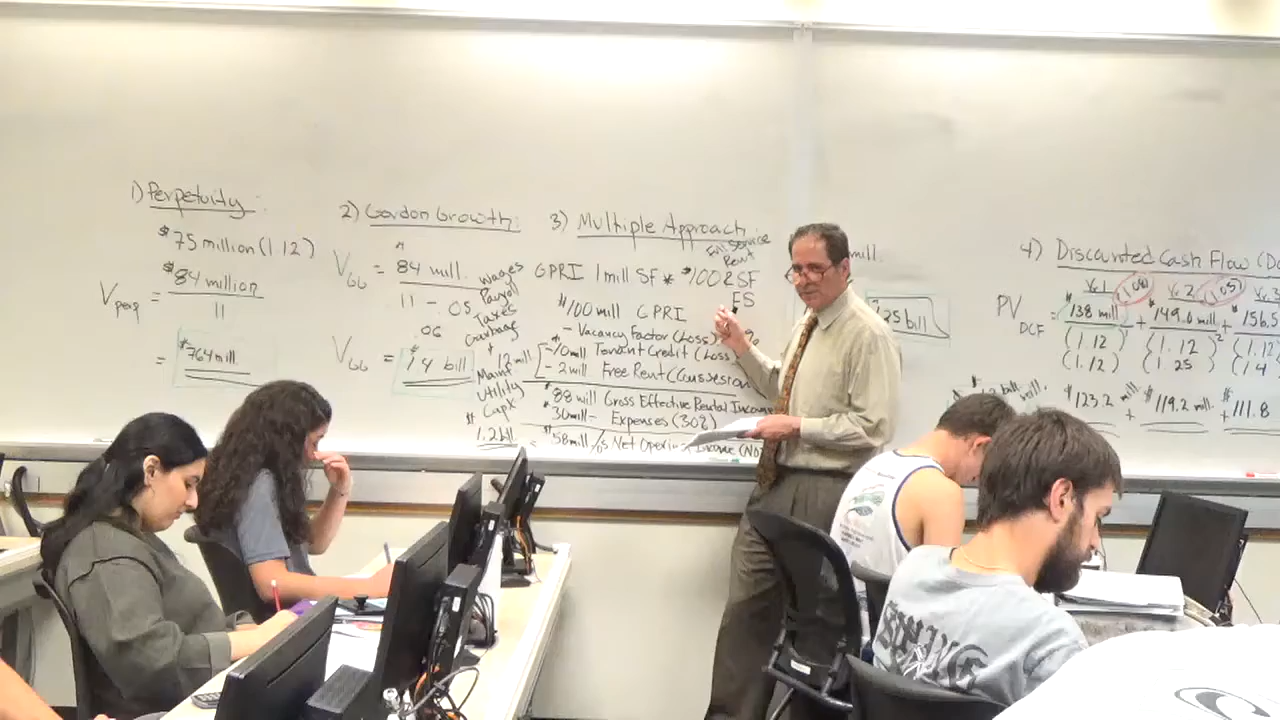 1) Perpetuity:
$75 million (1.12)
Vperp = $84 million
11
= $764 mill.
2) Gordon Growth:
VGG = 84 mill.
11 - .05
.06
VGG = $1.4 bill
Wages
Payroll
Taxes
Garbage
$12 mill.
Maint
Utility
CapX
$1.2 bill
3) Multiple Approach:
Full Service
Rent
GPRI 1 mill SF * $100 RSF
FS
$100 mill GPRI
- Vacancy Factor (Loss) %
-10 mill Tenant Credit (Loss
- 2 mill Free Rent (Consession
$88 mill Gross Effective Rental Income
30 mill - Expenses (30%)
= $58 mill Net Operating Income (NOI
mill.
.25 bill
4) Discounted Cash Flow (D
Yr. 1 (1.08) Yr. 2 (1.05) Yr. 3
PVDCF = $138 mill + $149.0 mill + $156.5
(1.12) (1.12)² (1.12
(1.12) 1.25 (1.4
bill.
$123.2 mill. + $119.2 mill. + $111.8